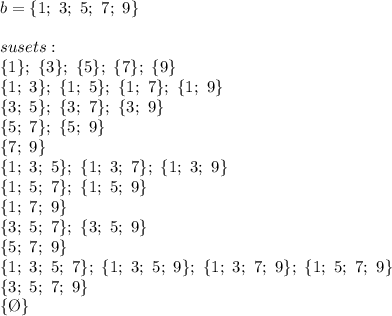 b = {1; 3; 5; 7; 9}
susets :
{1}; {3}; {5}; {7}; {9}
{1; 3}; {1; 5}; {1; 7}; {1; 9}
{3; 5}; {3; 7}; {3; 9}
{5; 7}; {5; 9}
{7; 9}
{1; 3; 5}; {1; 3; 7}; {1; 3; 9}
{1; 5; 7}; {1; 5; 9}
{1; 7; 9}
{3; 5; 7}; {3; 5; 9}
{5; 7; 9}
{1; 3; 5; 7}; {1; 3; 5; 9}; {1; 3; 7; 9}; {1; 5; 7; 9}
{3; 5; 7; 9}
{Ø}